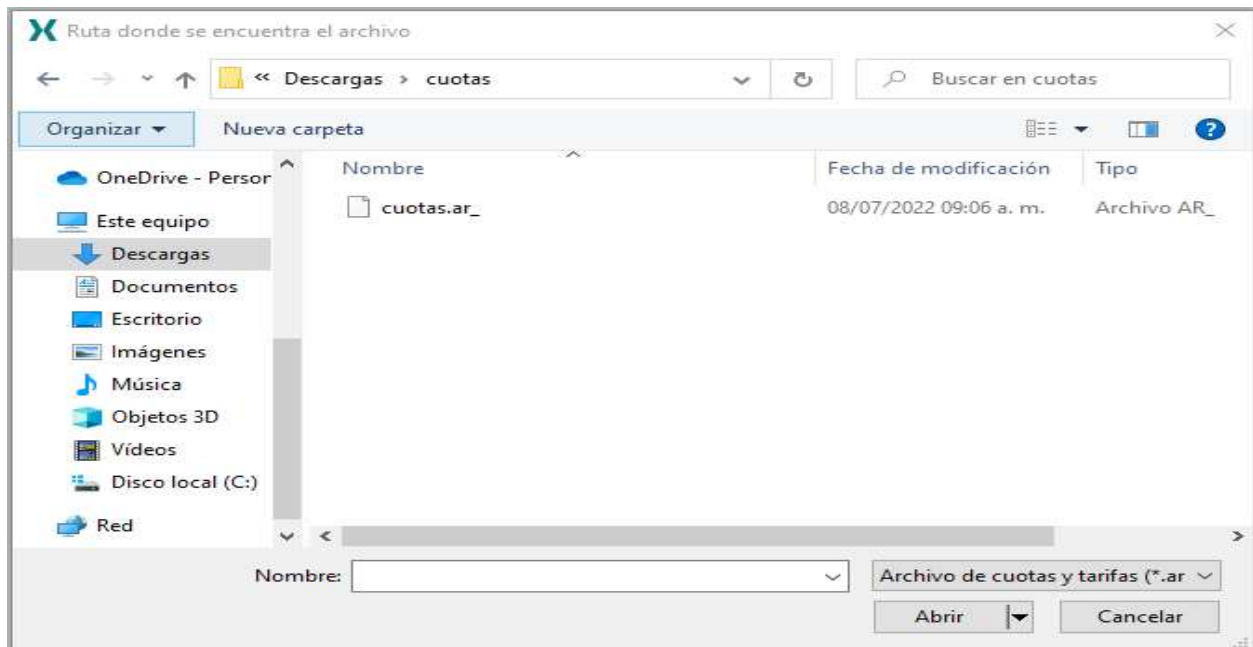 Ruta donde se encuentra el archivo
« Descargas > cuotas
Buscar en cuotas
Organizar
Nueva carpeta
Nombre Fecha de modificación Tipo
cuotas.ar_ 08/07/2022 09:06 a. m. Archivo AR_
OneDrive - Person
Este equipo
Descargas
Documentos
Escritorio
Imágenes
Música
Objetos 3D
Vídeos
Disco local (C:)
Red
Nombre:
Archivo de cuotas y tarifas (*.ar
Abrir
Cancelar